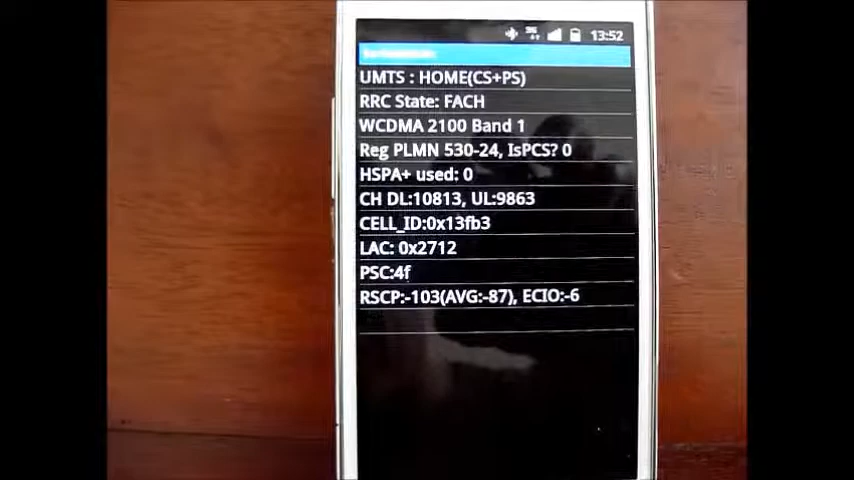 13:52
UMTS : HOME(CS+PS)
RRC State: FACH
WCDMA 2100 Band 1
Reg PLMN 530-24, IsPCS? 0
HSPA+ used: 0
CH DL:10813, UL:9863
CELL_ID:0x13fb3
LAC: 0x2712
PSC:4f
RSCP:-103(AVG:-87), ECIO:-6